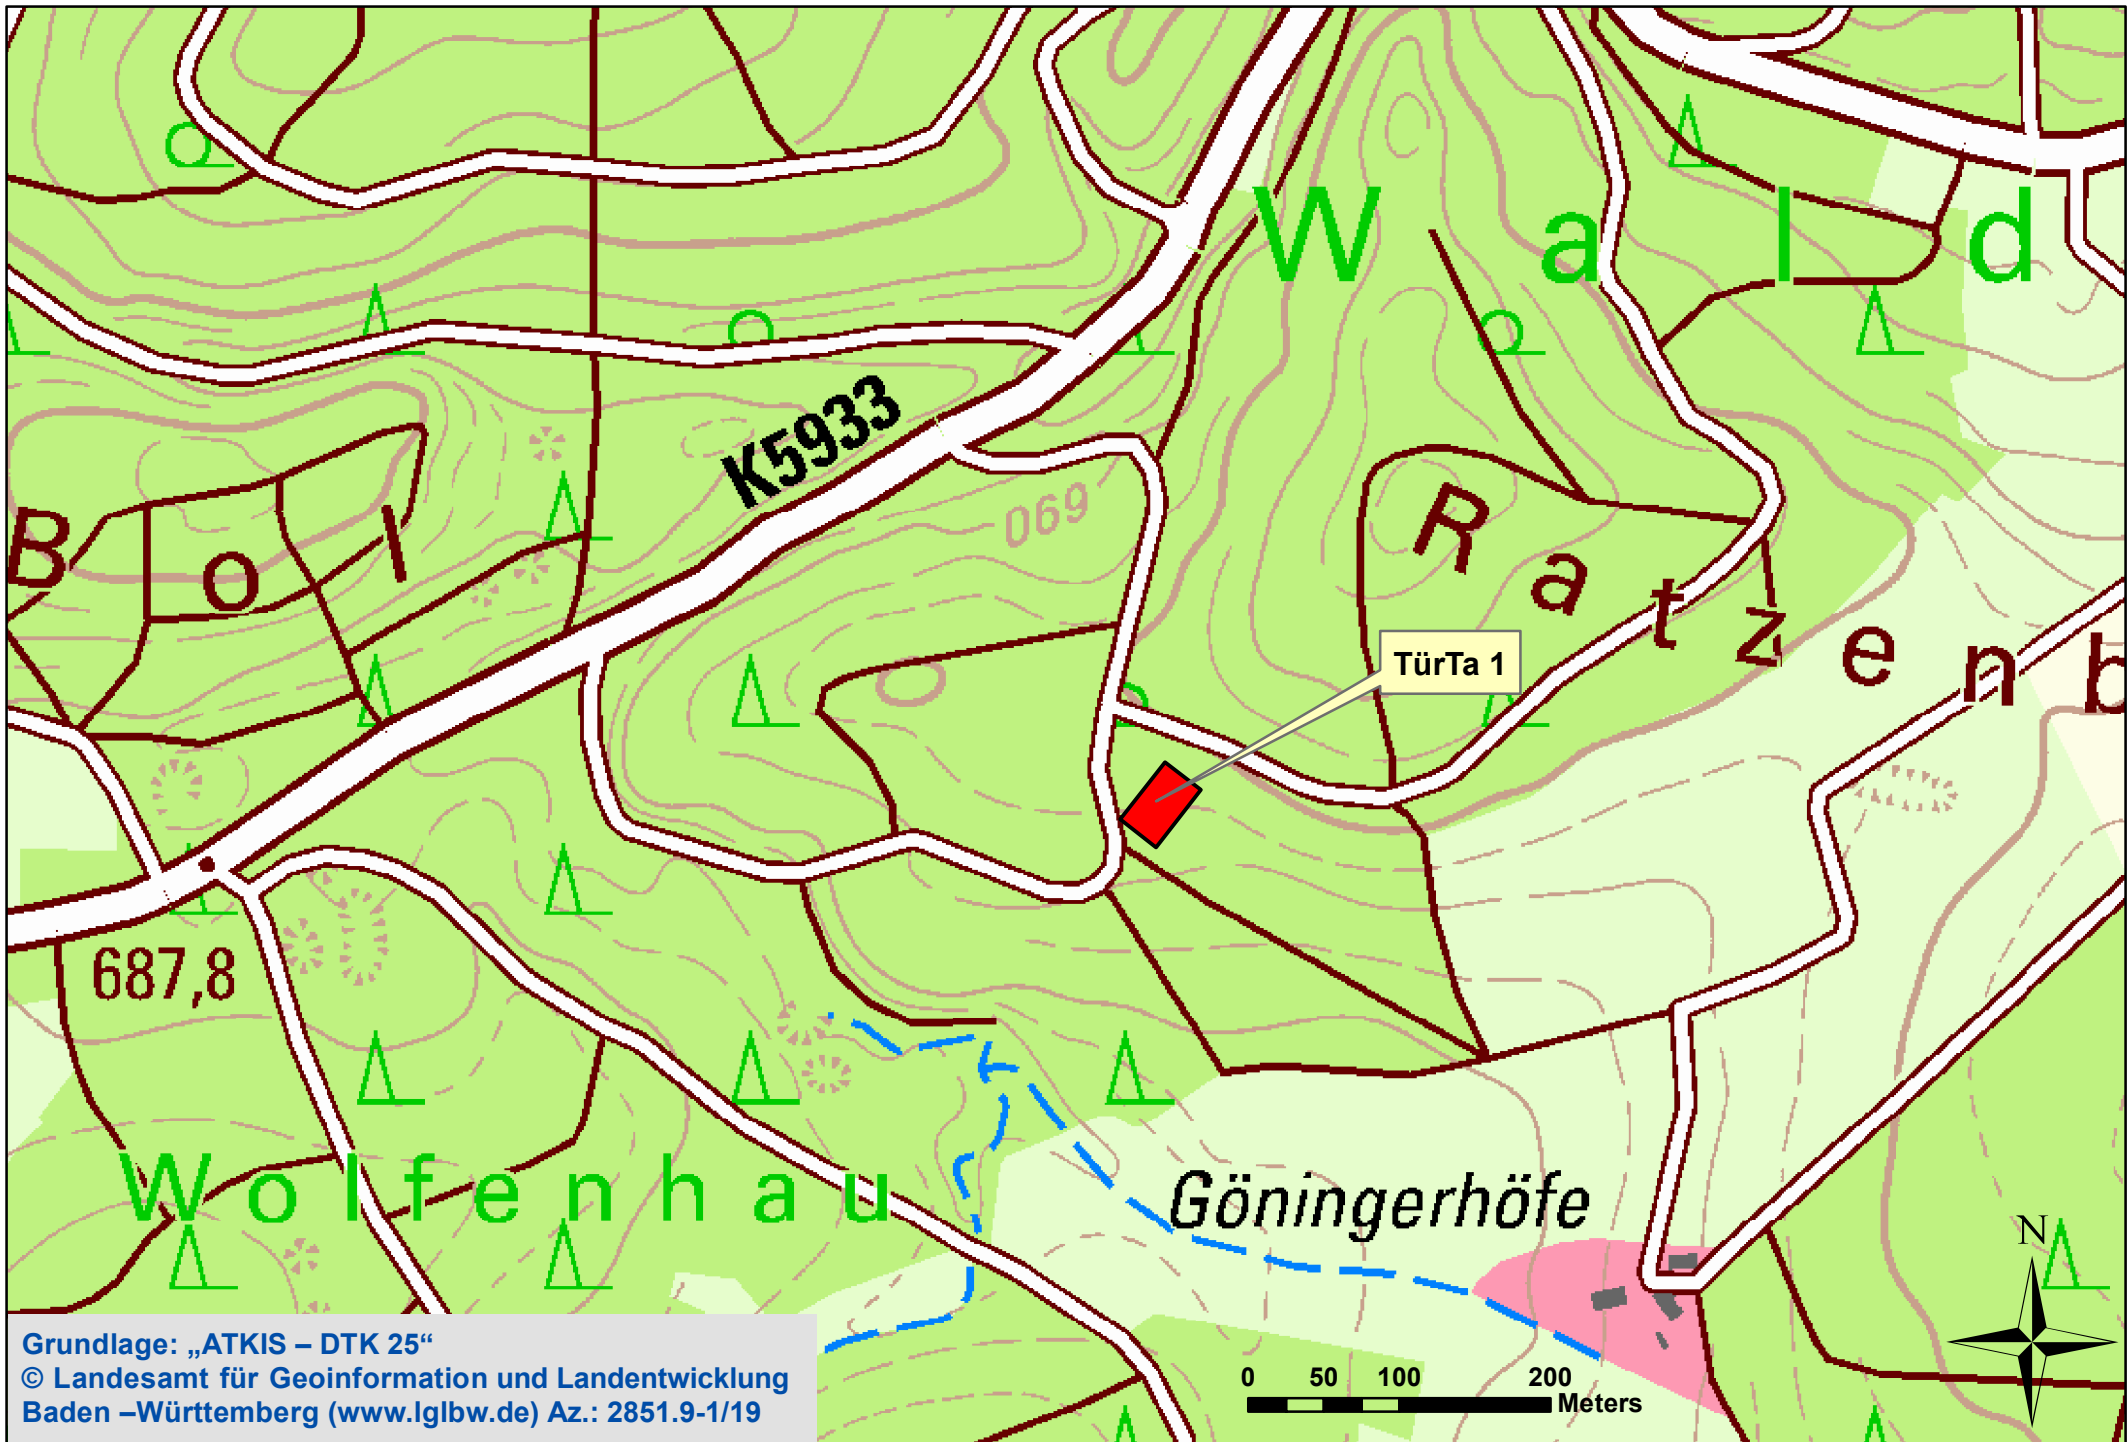 W a l d
K5933
690
B o l
R a t z e n b
TürTa 1
687,8
W o l f e n h a u
Göningerhöfe
N
0 50 100 200
Meters
Grundlage: „ATKIS – DTK 25“
© Landesamt für Geoinformation und Landentwicklung
Baden –Württemberg (www.lglbw.de) Az.: 2851.9-1/19